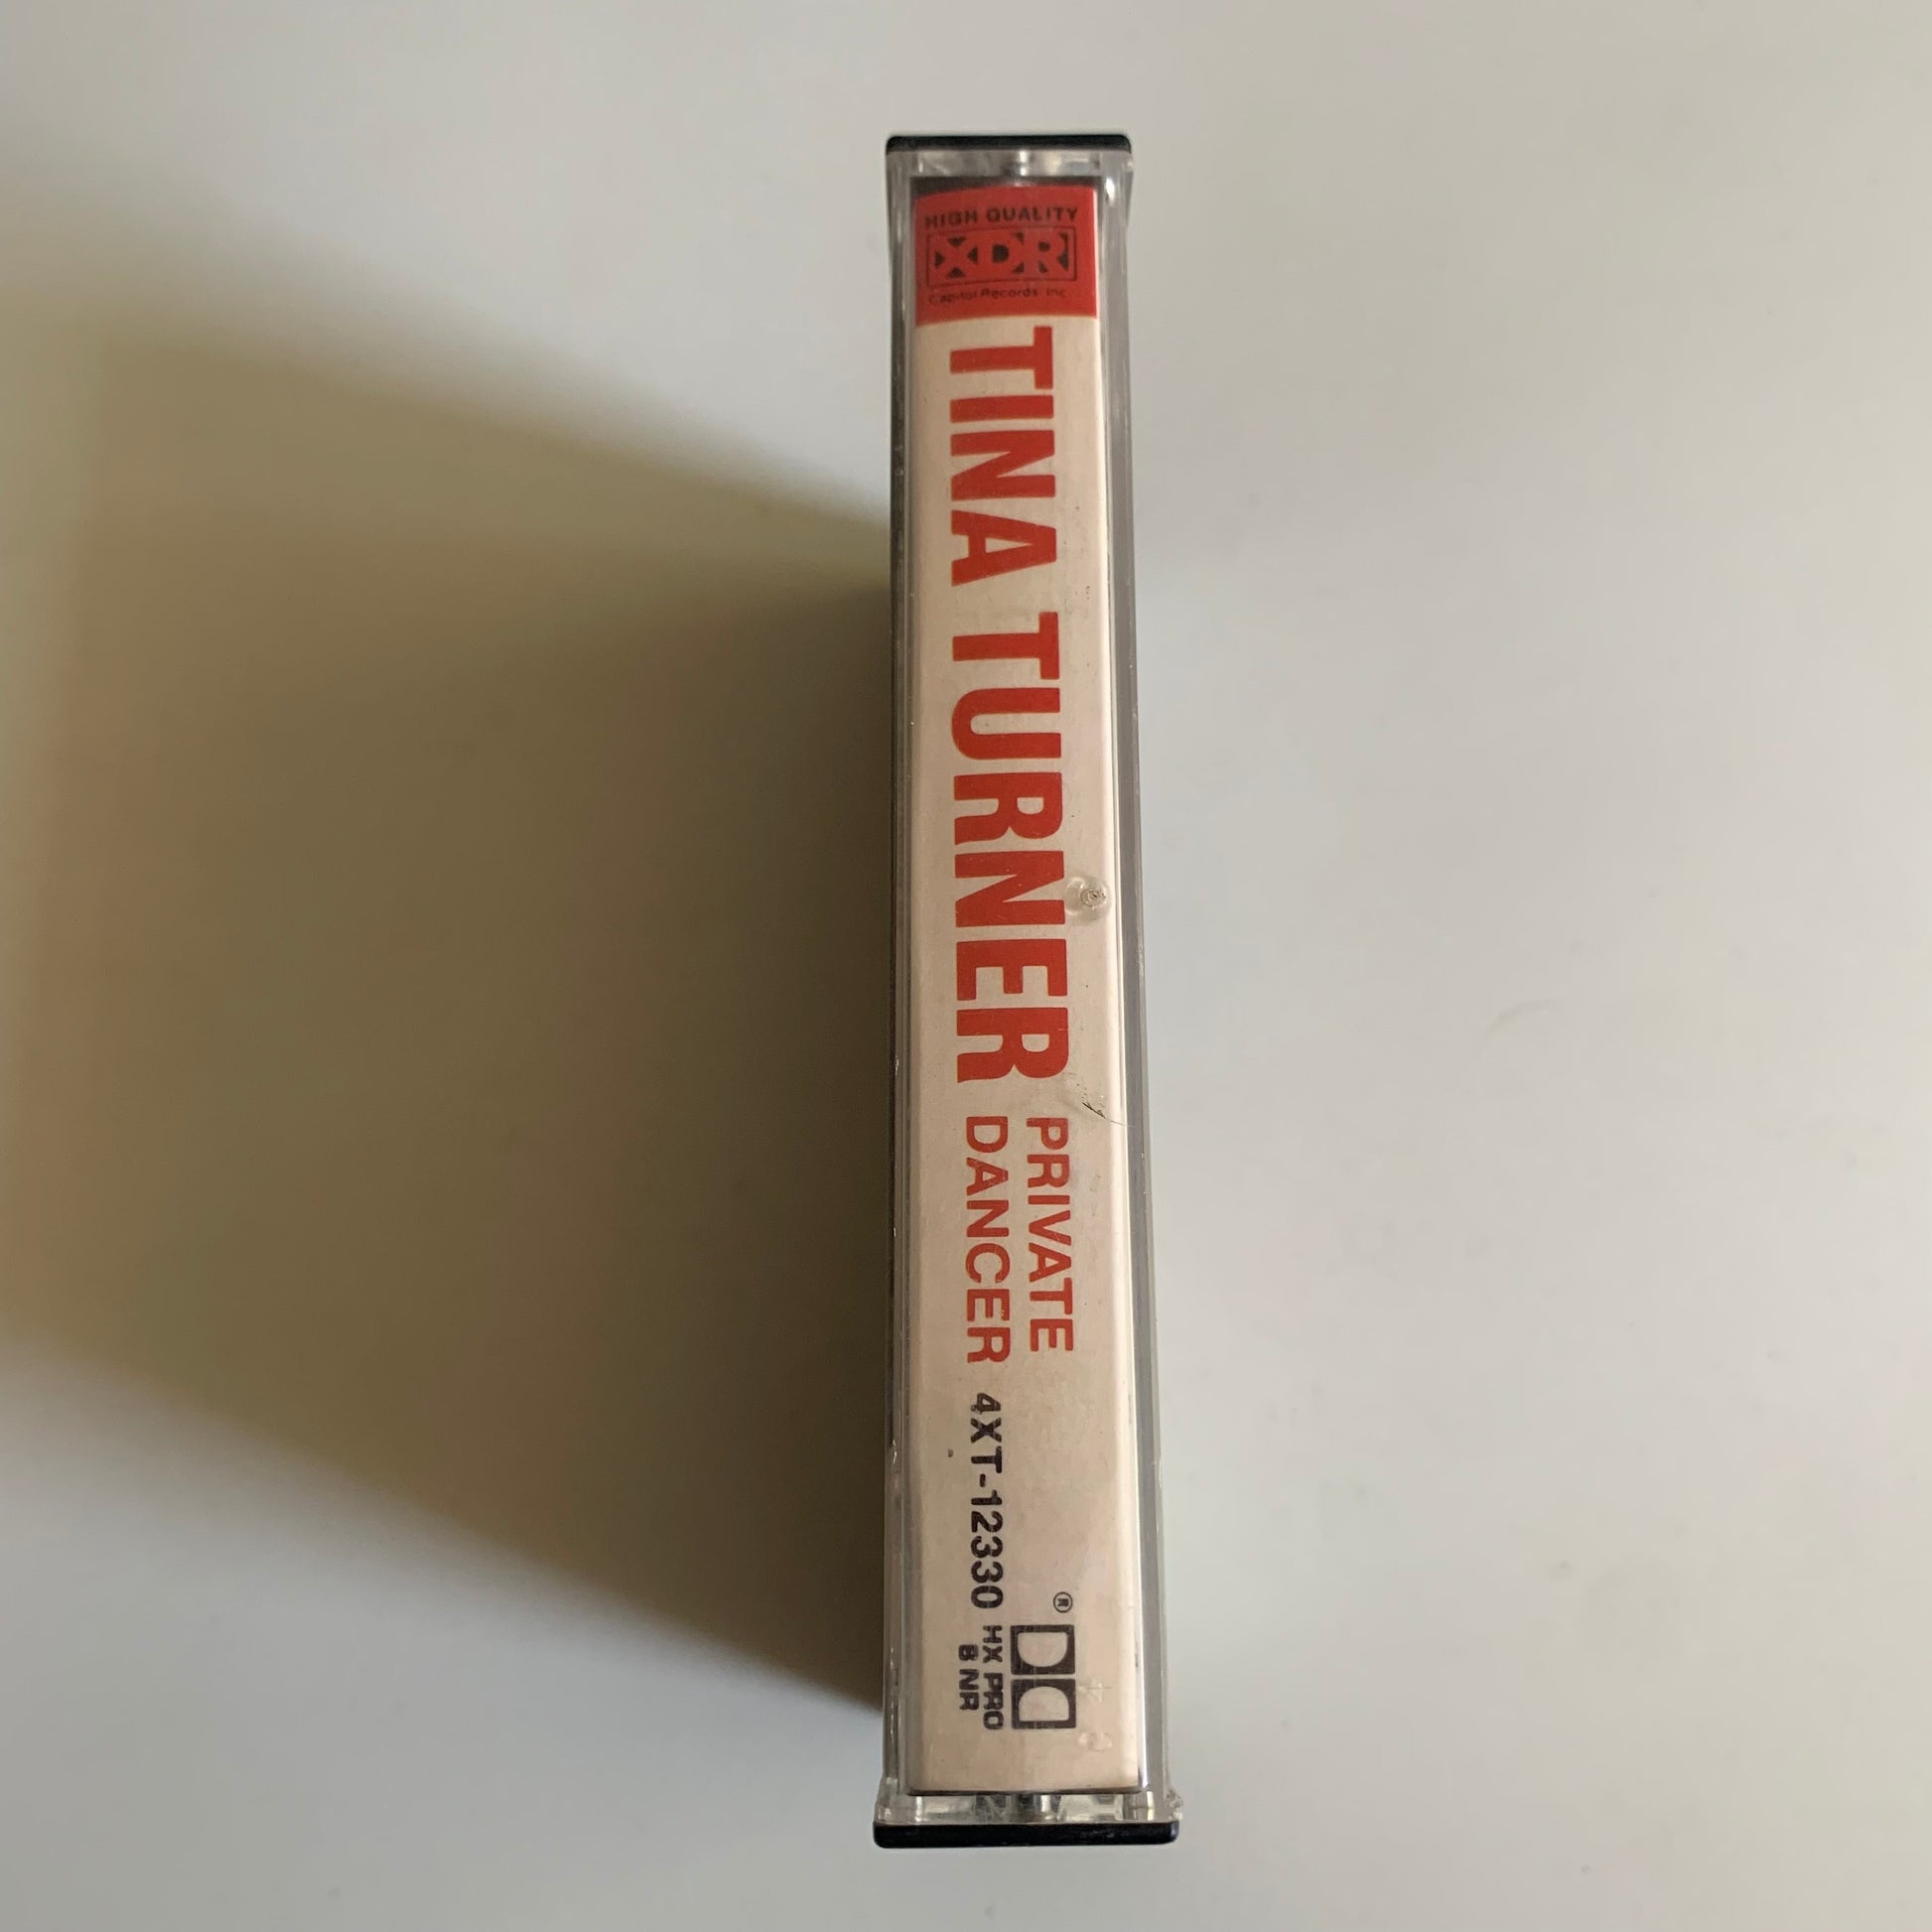 HIGH QUALITY
XDR
Capitol Records, Inc.
TINA TURNER
PRIVATE
DANCER
4XT-12330
®
HX PRO
B NR